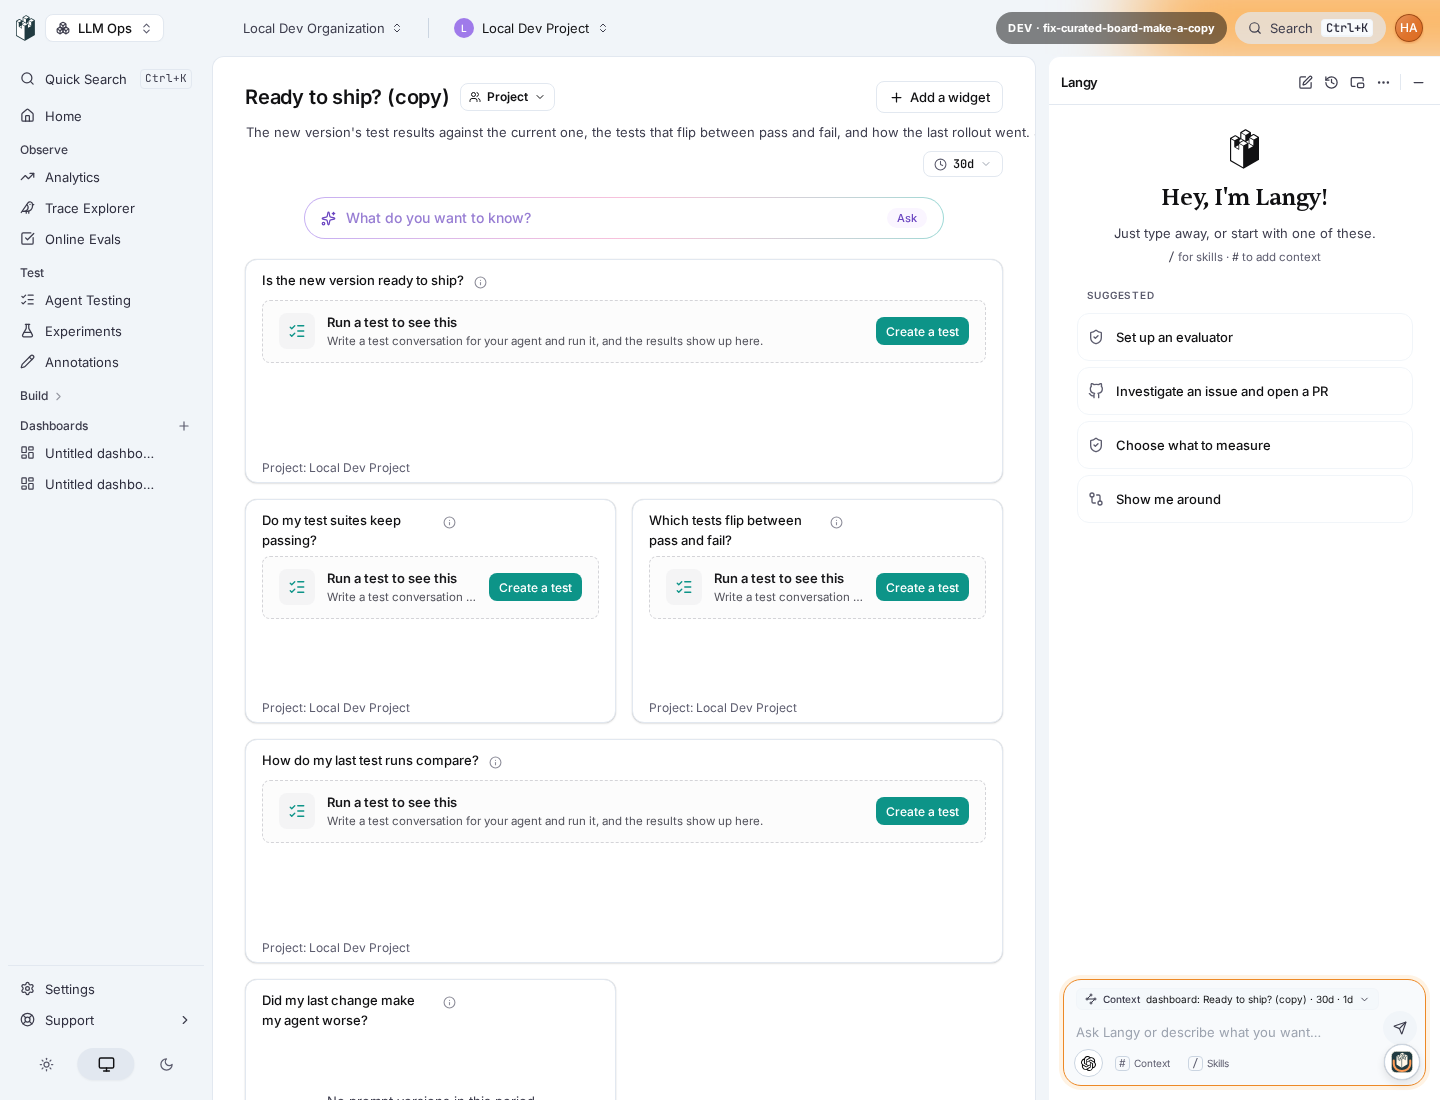 LLM Ops
Local Dev Organization
L
Local Dev Project
DEV · fix-curated-board-make-a-copy
Search Ctrl+K
HA
Quick Search Ctrl+K
Home
Observe
Analytics
Trace Explorer
Online Evals
Test
Agent Testing
Experiments
Annotations
Build
Dashboards
Untitled dashbo...
Untitled dashbo...
Settings
Support
Ready to ship? (copy)
Project
Add a widget
The new version's test results against the current one, the tests that flip between pass and fail, and how the last rollout went.
30d
What do you want to know?
Ask
Is the new version ready to ship?
Run a test to see this
Write a test conversation for your agent and run it, and the results show up here.
Create a test
Project: Local Dev Project
Do my test suites keep
passing?
Run a test to see this
Write a test conversation ...
Create a test
Project: Local Dev Project
Which tests flip between
pass and fail?
Run a test to see this
Write a test conversation ...
Create a test
Project: Local Dev Project
How do my last test runs compare?
Run a test to see this
Write a test conversation for your agent and run it, and the results show up here.
Create a test
Project: Local Dev Project
Did my last change make
my agent worse?
No prompt versions in this period
Langy
Hey, I'm Langy!
Just type away, or start with one of these.
/ for skills · # to add context
SUGGESTED
Set up an evaluator
Investigate an issue and open a PR
Choose what to measure
Show me around
Context dashboard: Ready to ship? (copy) · 30d · 1d
Ask Langy or describe what you want...
# Context
/ Skills